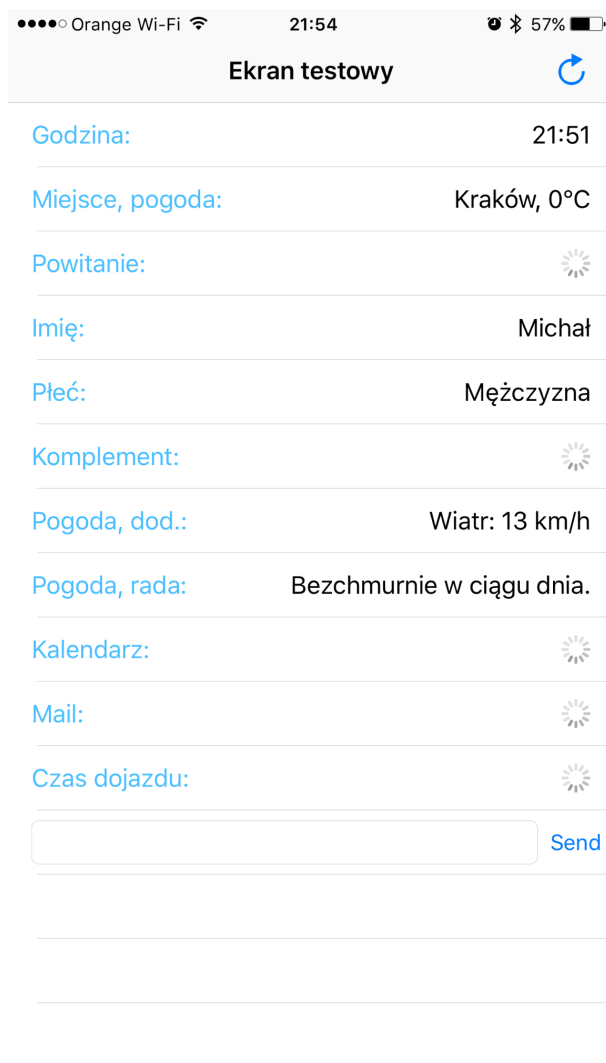 Orange Wi-Fi 21:54 57%
Ekran testowy
Godzina: 21:51
Miejsce, pogoda: Kraków, 0°C
Powitanie:
Imię: Michał
Płeć: Mężczyzna
Komplement:
Pogoda, dod.: Wiatr: 13 km/h
Pogoda, rada: Bezchmurnie w ciągu dnia.
Kalendarz:
Mail:
Czas dojazdu:
Send